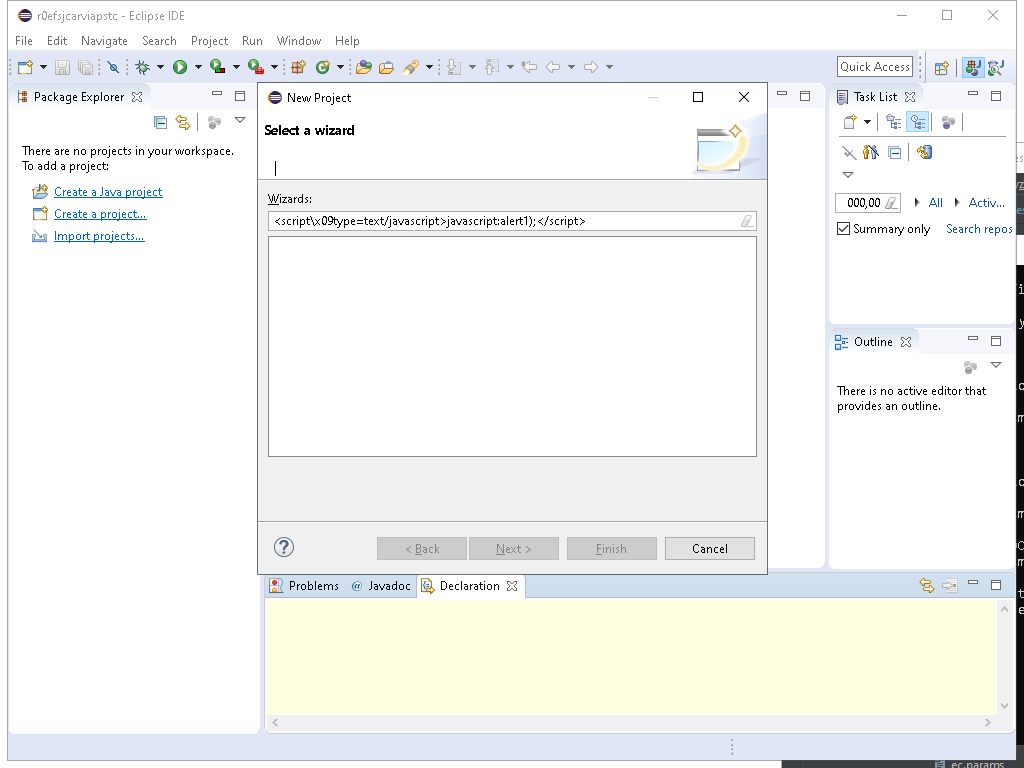 r0efsjcarviapstc - Eclipse IDE
File Edit Navigate Search Project Run Window Help
Quick Access
Package Explorer
There are no projects in your workspace.
To add a project:
Create a Java project
Create a project...
Import projects...
New Project
Select a wizard
Wizards:
<script\x09type=text/javascript>javascript:alert1);</script>
< Back Next > Finish Cancel
Task List
000,00 All Activ...
Summary only Search repos
Outline
There is no active editor that
provides an outline.
Problems @ Javadoc Declaration
ec.params